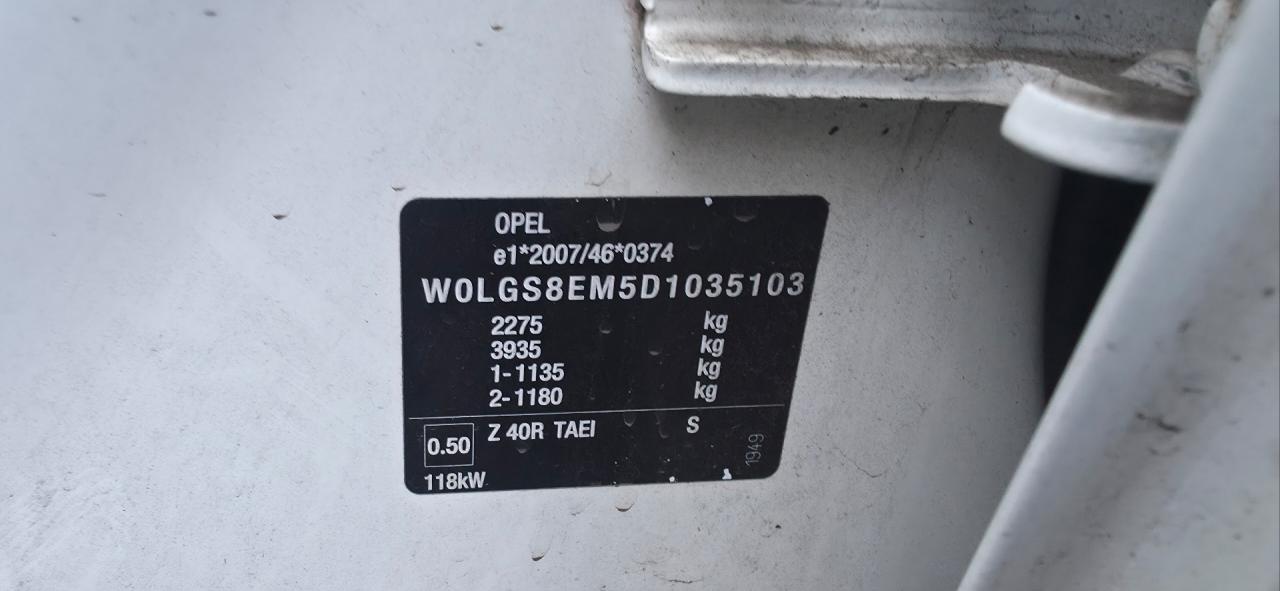 OPEL
e1*2007/46*0374
W0LGS8EM5D1035103
2275 kg
3935 kg
1-1135 kg
2-1180 kg
0.50 Z 40R TAEI S
118kW
1949